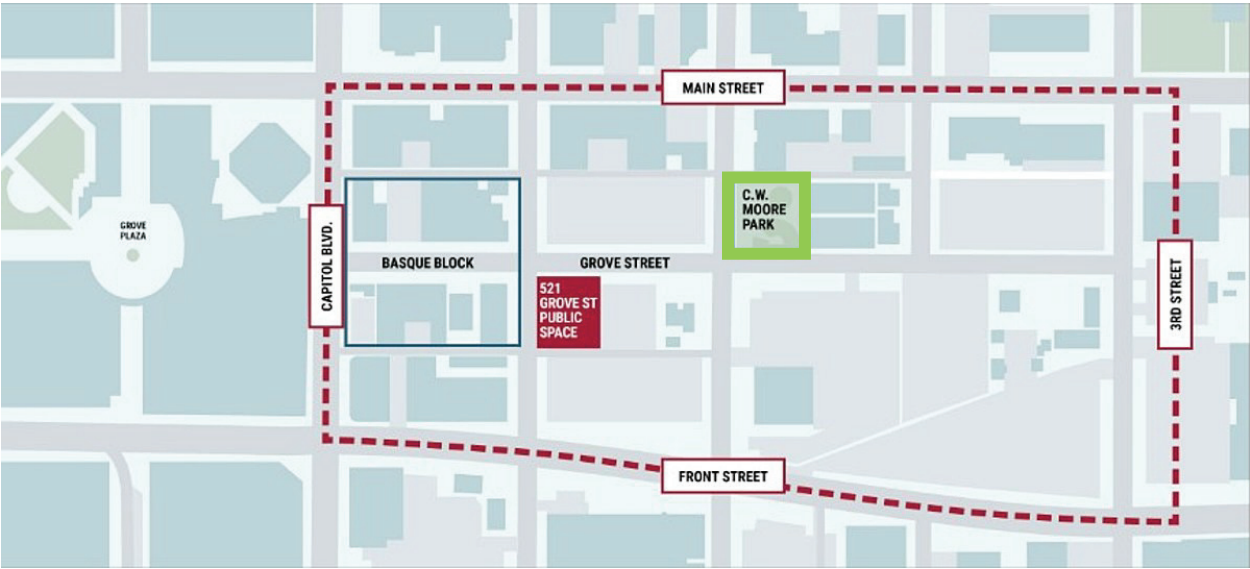 MAIN STREET
C.W.
MOORE
PARK
GROVE
PLAZA
CAPITOL BLVD.
BASQUE BLOCK
GROVE STREET
3RD STREET
521
GROVE ST
PUBLIC
SPACE
FRONT STREET